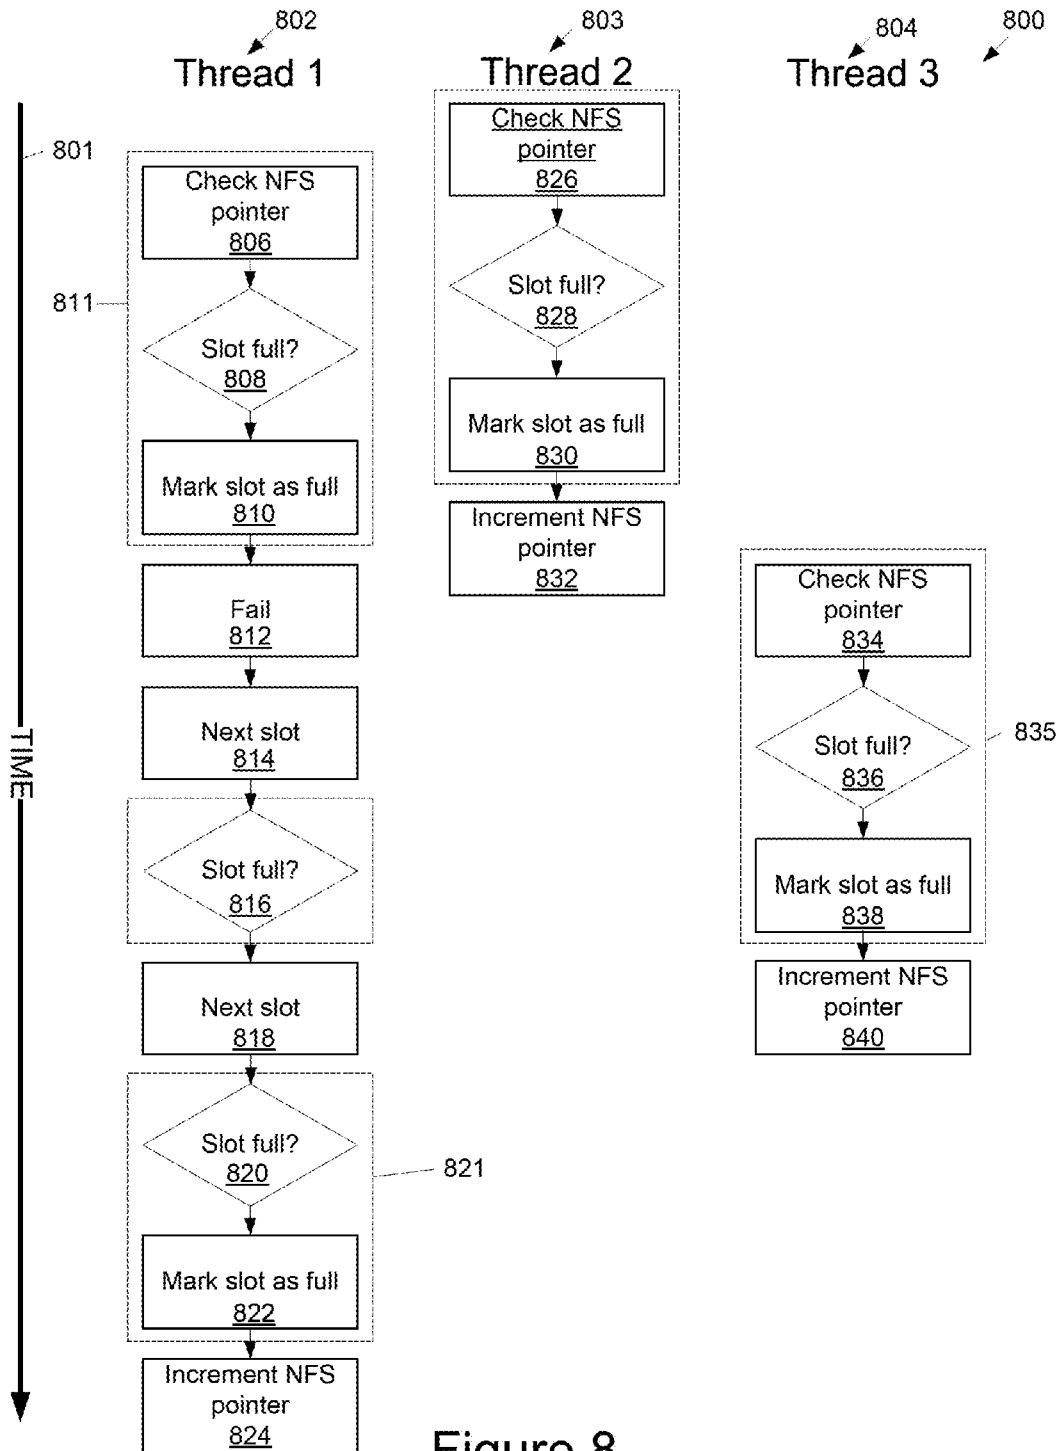 802
803
804
800
Thread 1
Thread 2
Thread 3
801
Check NFS
pointer
806
811
Slot full?
808
Mark slot as full
810
Fail
812
Next slot
814
Slot full?
816
Next slot
818
Slot full?
820
821
Mark slot as full
822
Increment NFS
pointer
824
Check NFS
pointer
826
Slot full?
828
Mark slot as full
830
Increment NFS
pointer
832
Check NFS
pointer
834
Slot full?
836
835
Mark slot as full
838
Increment NFS
pointer
840
TIME
Figure 8